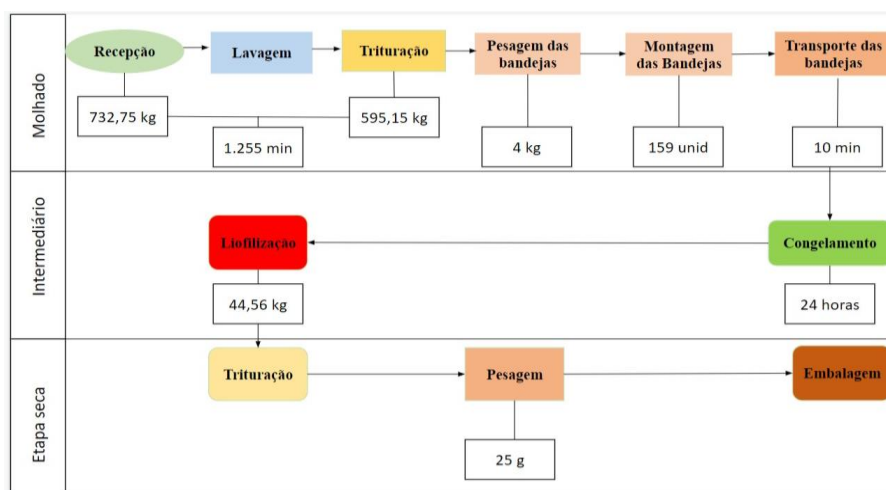 Molhado
Recepção
Lavagem
Trituração
Pesagem das
bandejas
Montagem
das Bandejas
Transporte das
bandejas
732,75 kg
1.255 min
595,15 kg
4 kg
159 unid
10 min
Intermediário
Liofilização
Congelamento
44,56 kg
24 horas
Etapa seca
Trituração
Pesagem
Embalagem
25 g